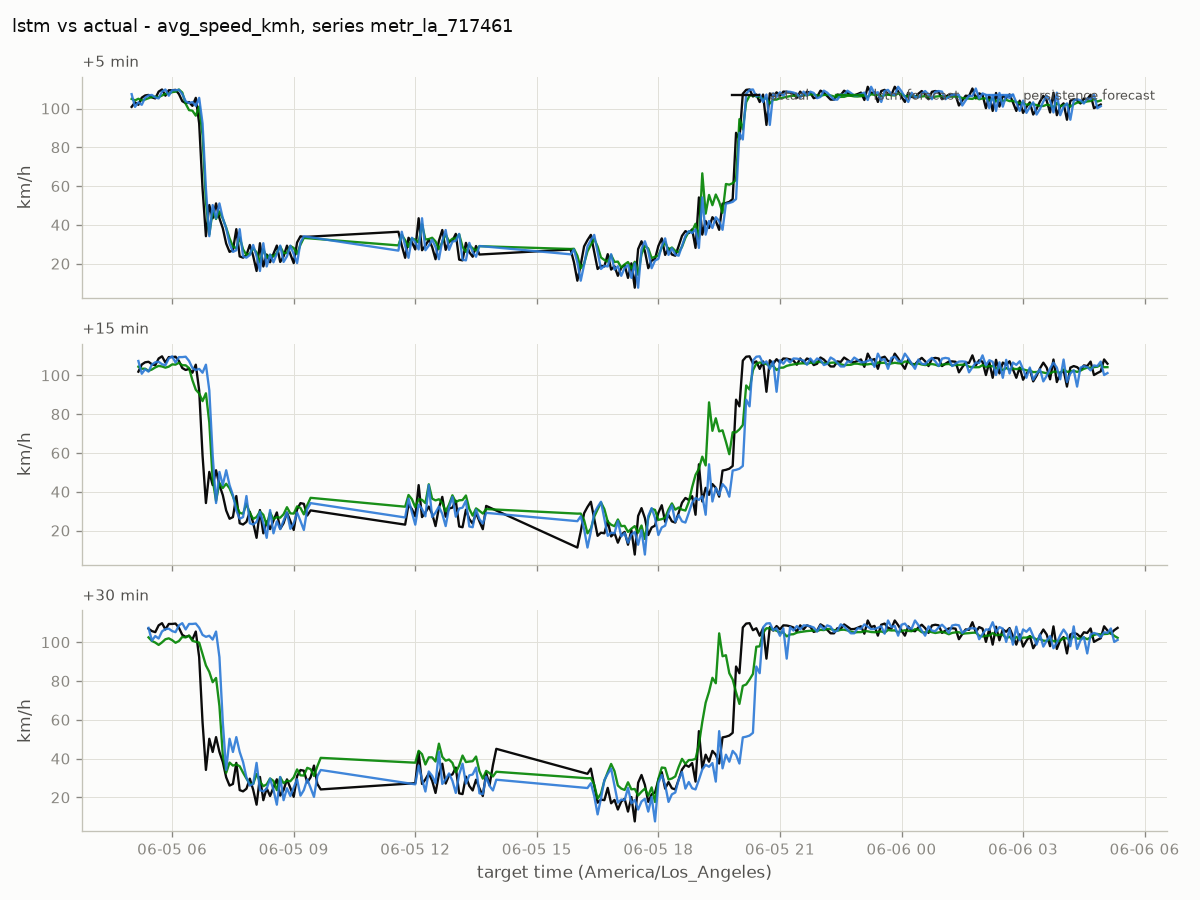 lstm vs actual - avg_speed_kmh, series metr_la_717461
+5 min
actual lstm forecast persistence forecast
100
80
60
40
20
km/h
+15 min
100
80
60
40
20
km/h
+30 min
100
80
60
40
20
km/h
06-05 06 06-05 09 06-05 12 06-05 15 06-05 18 06-05 21 06-06 00 06-06 03 06-06 06
target time (America/Los_Angeles)